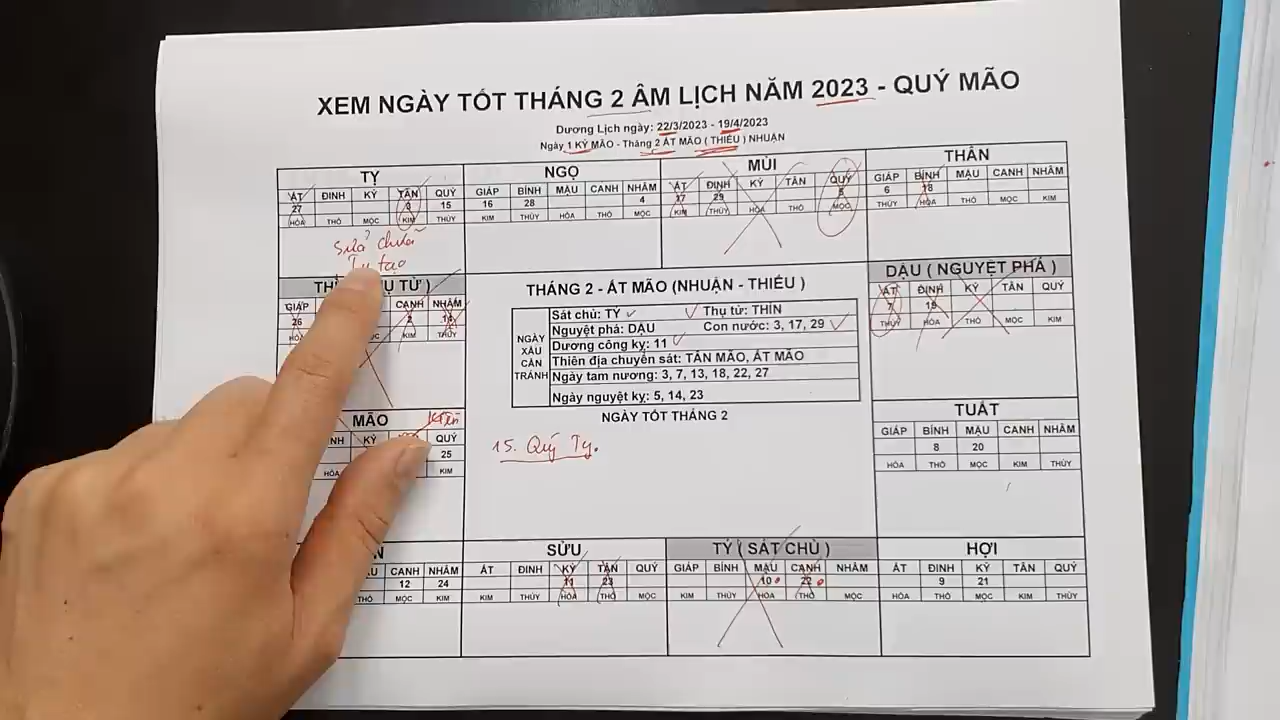 XEM NGÀY TỐT THÁNG 2 ÂM LỊCH NĂM 2023 - QUÝ MÃO
Dương Lịch ngày: 22/3/2023 - 19/4/2023
Ngày 1 KỶ MÃO - Tháng 2 ẤT MÃO ( THIẾU ) NHUẬN
TỴ
ẤT ĐINH KỶ TÂN QUÝ
27 3 15
HỎA THỔ MỘC KIM THỦY
Sửa chữa
Tu tạo
NGỌ
GIÁP BÍNH MẬU CANH NHÂM
16 28 4
KIM THỦY HỎA THỔ MỘC
MÙI
ẤT ĐINH KỶ TÂN QUÝ
17 29 5
KIM THỦY HỎA THỔ MỘC
THÂN
GIÁP BÍNH MẬU CANH NHÂM
6 18
THỦY HỎA THỔ MỘC KIM
GIÁP CANH NHÂM
26 2
HỎA KIM THỦY
THÁNG 2 - ẤT MÃO (NHUẬN - THIẾU )
NGÀY XẤU CẦN TRÁNH
Sát chủ: TÝ Thụ tử: THÌN
Nguyệt phá: DẬU Con nước: 3, 17, 29
Dương công kỵ: 11
Thiên địa chuyển sát: TÂN MÃO, ẤT MÃO
Ngày tam nương: 3, 7, 13, 18, 22, 27
Ngày nguyệt kỵ: 5, 14, 23
NGÀY TỐT THÁNG 2
15. Quý Tỵ.
DẬU ( NGUYỆT PHÁ )
ẤT ĐINH KỶ TÂN QUÝ
7 19
THỦY HỎA THỔ MỘC KIM
MÃO
KỶ QUÝ
25
HỎA KIM
TUẤT
GIÁP BÍNH MẬU CANH NHÂM
8 20
HỎA THỔ MỘC KIM THỦY
CANH NHÂM
12 24
THỔ MỘC KIM
SỬU
ẤT ĐINH KỶ TÂN QUÝ
11 23
KIM THỦY HỎA THỔ MỘC
TÝ ( SÁT CHỦ )
GIÁP BÍNH MẬU CANH NHÂM
10 22
KIM THỦY HỎA THỔ MỘC
HỢI
ẤT ĐINH KỶ TÂN QUÝ
9 21
HỎA THỔ MỘC KIM THỦY